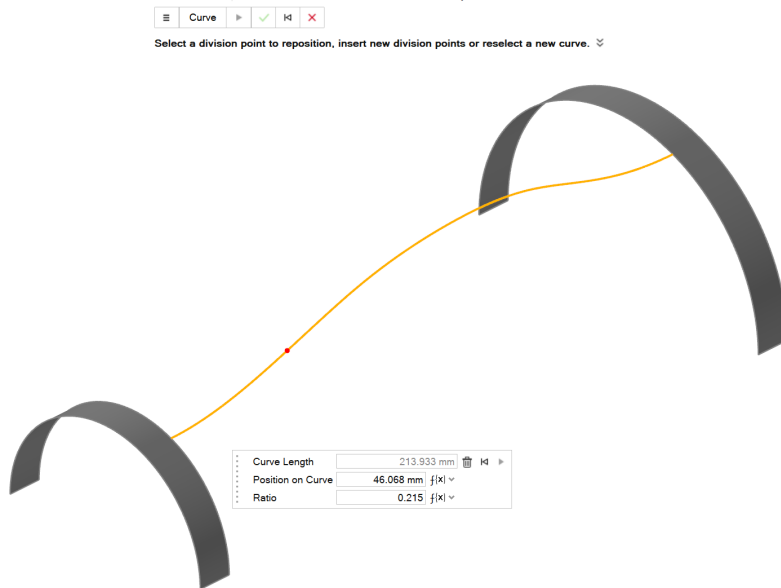 Curve
Select a division point to reposition, insert new division points or reselect a new curve.
Curve Length 213.933 mm
Position on Curve 46.068 mm f(x)
Ratio 0.215 f(x)